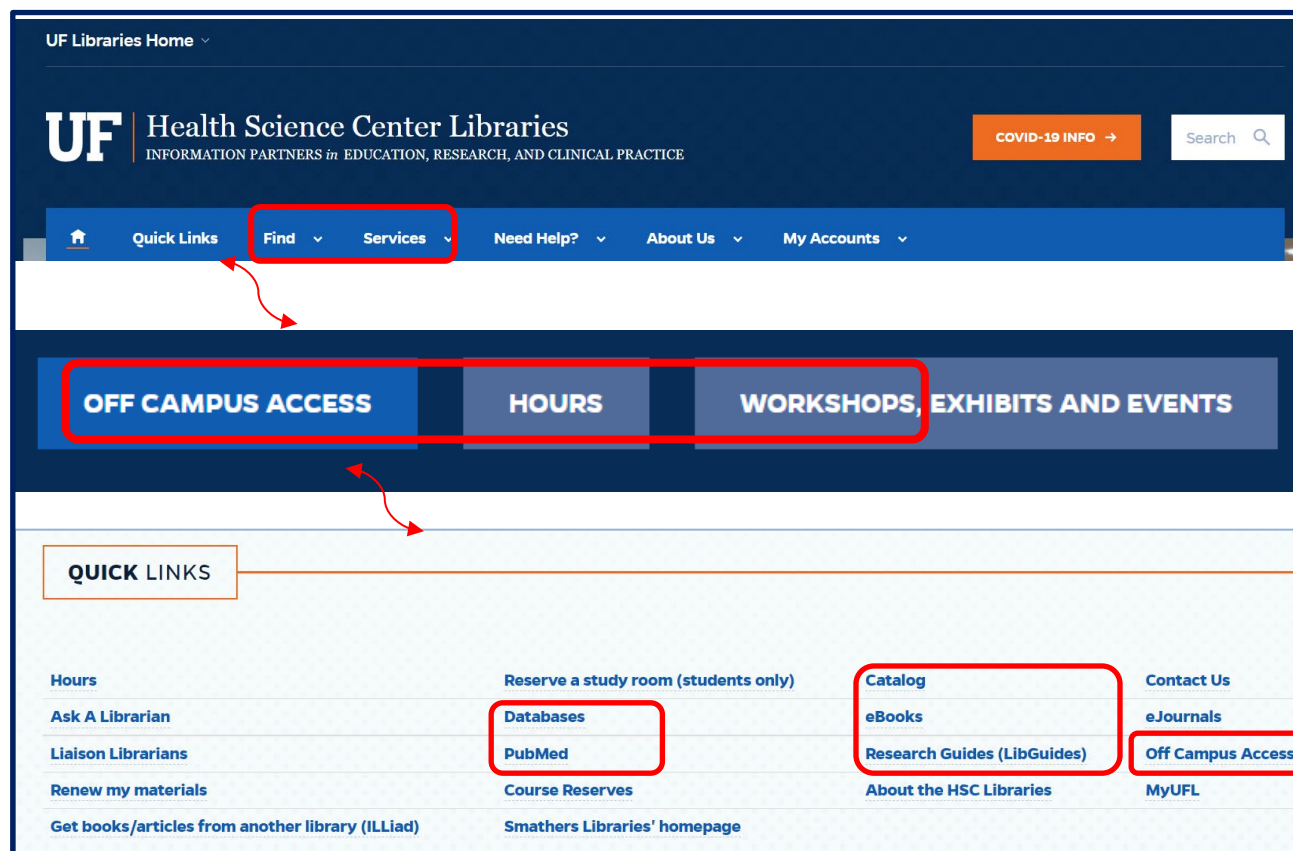 UF Libraries Home
UF Health Science Center Libraries
INFORMATION PARTNERS in EDUCATION, RESEARCH, AND CLINICAL PRACTICE
COVID-19 INFO →
Search
Quick Links Find Services Need Help? About Us My Accounts
OFF CAMPUS ACCESS HOURS WORKSHOPS, EXHIBITS AND EVENTS
QUICK LINKS
Hours Reserve a study room (students only) Catalog Contact Us
Ask A Librarian Databases eBooks eJournals
Liaison Librarians PubMed Research Guides (LibGuides) Off Campus Access
Renew my materials Course Reserves About the HSC Libraries MyUFL
Get books/articles from another library (ILLiad) Smathers Libraries' homepage